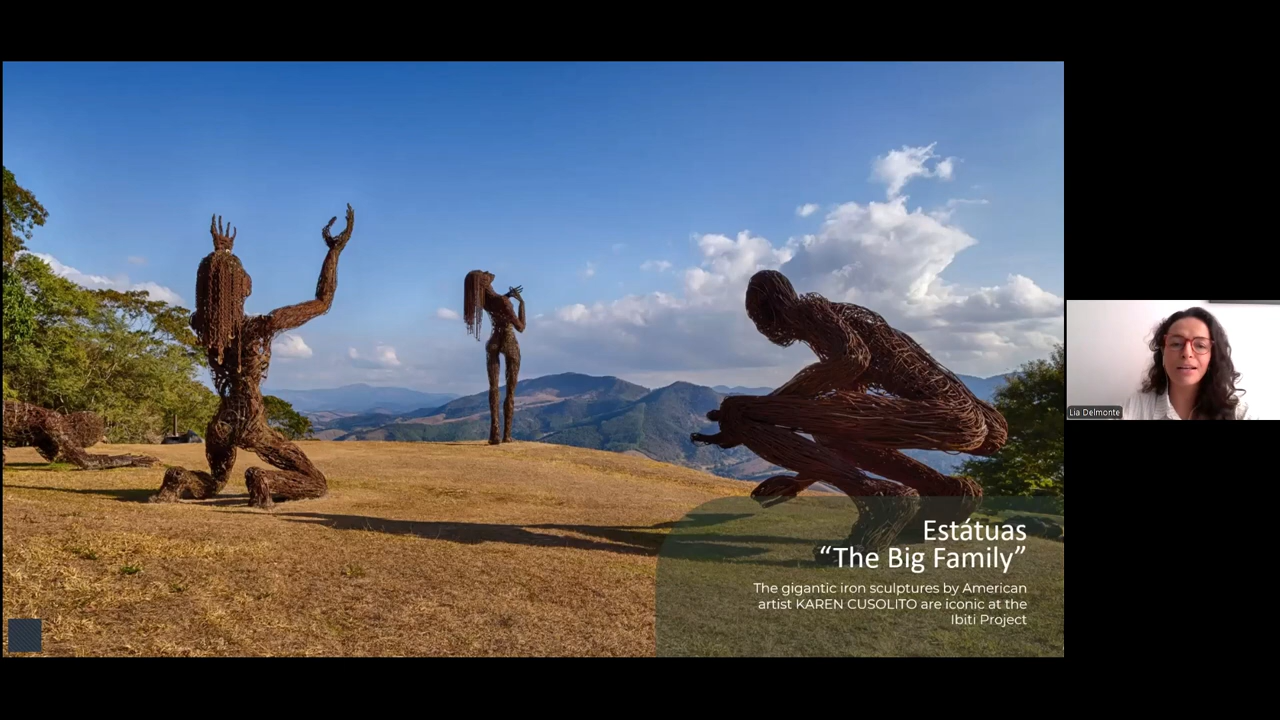 Estátuas
“The Big Family”
The gigantic iron sculptures by American
artist KAREN CUSOLITO are iconic at the
Ibiti Project
Lia Delmonte